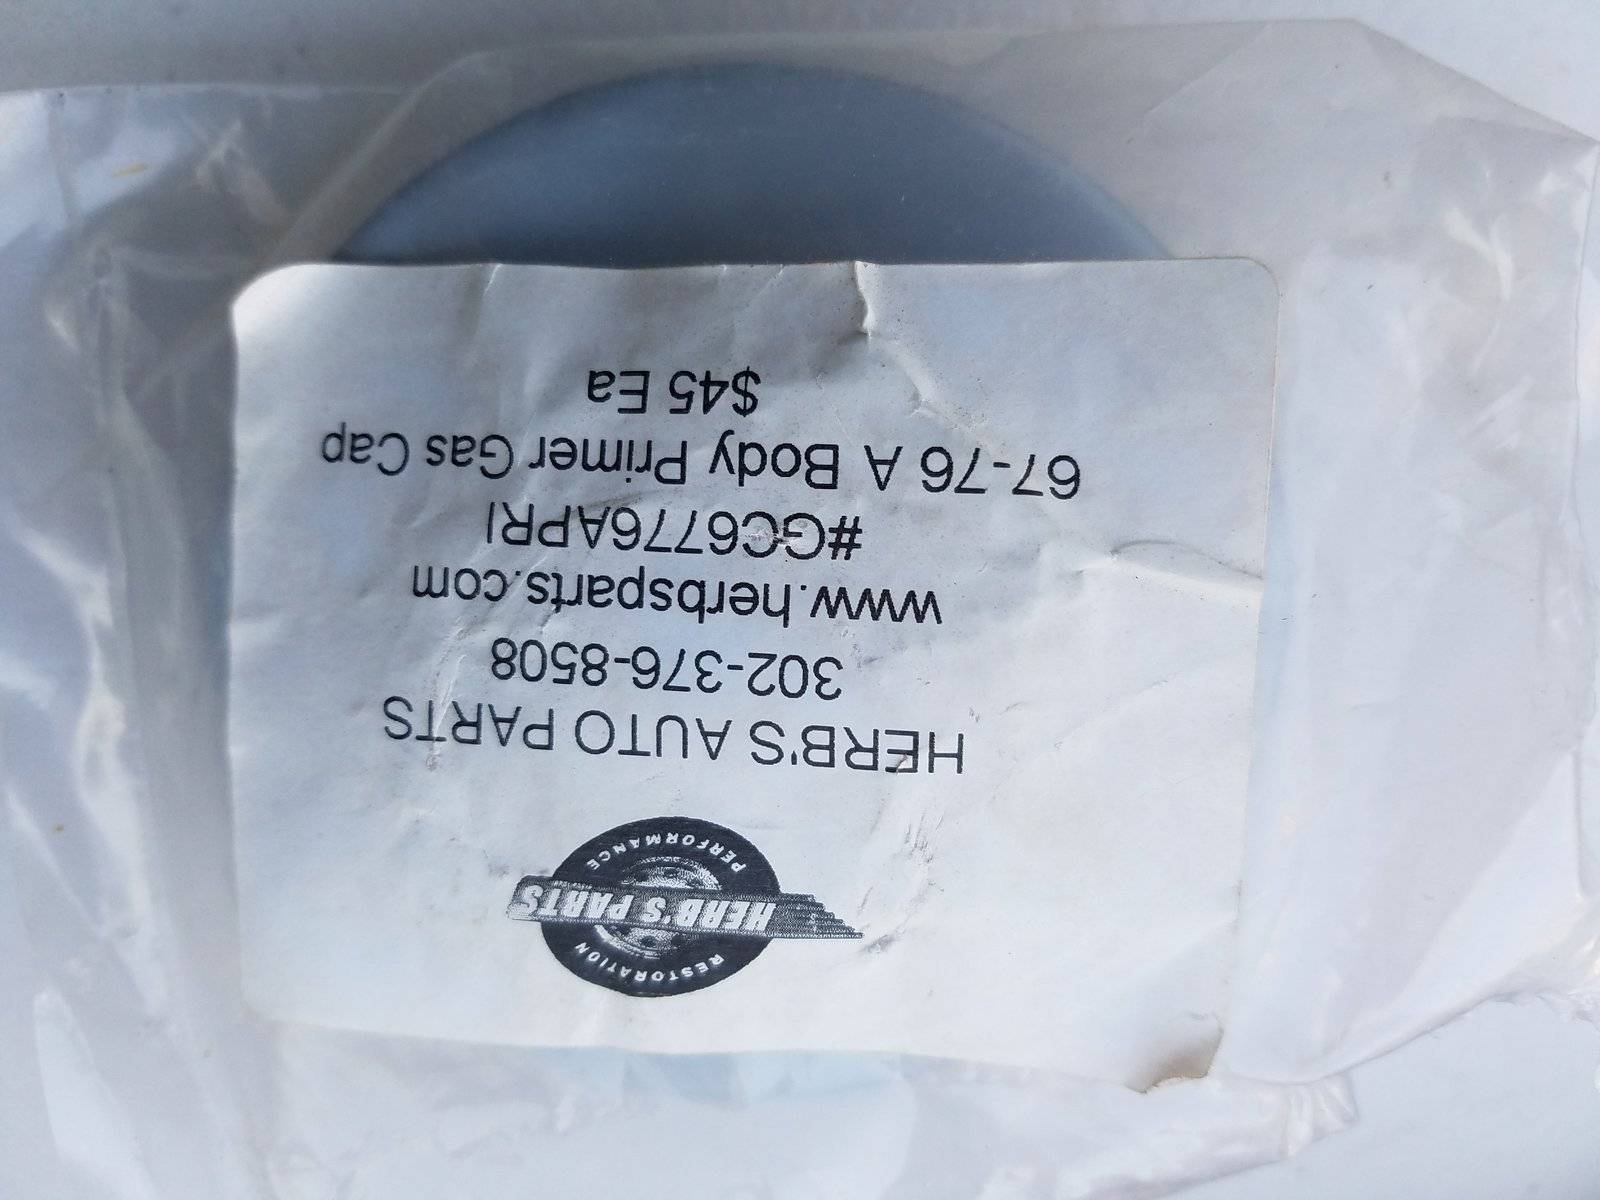 RESTORATION
HERB'S PARTS
PERFORMANCE
HERB'S AUTO PARTS
302-376-8508
www.herbsparts.com
#GC6776APRI
67-76 A Body Primer Gas Cap
$45 Ea